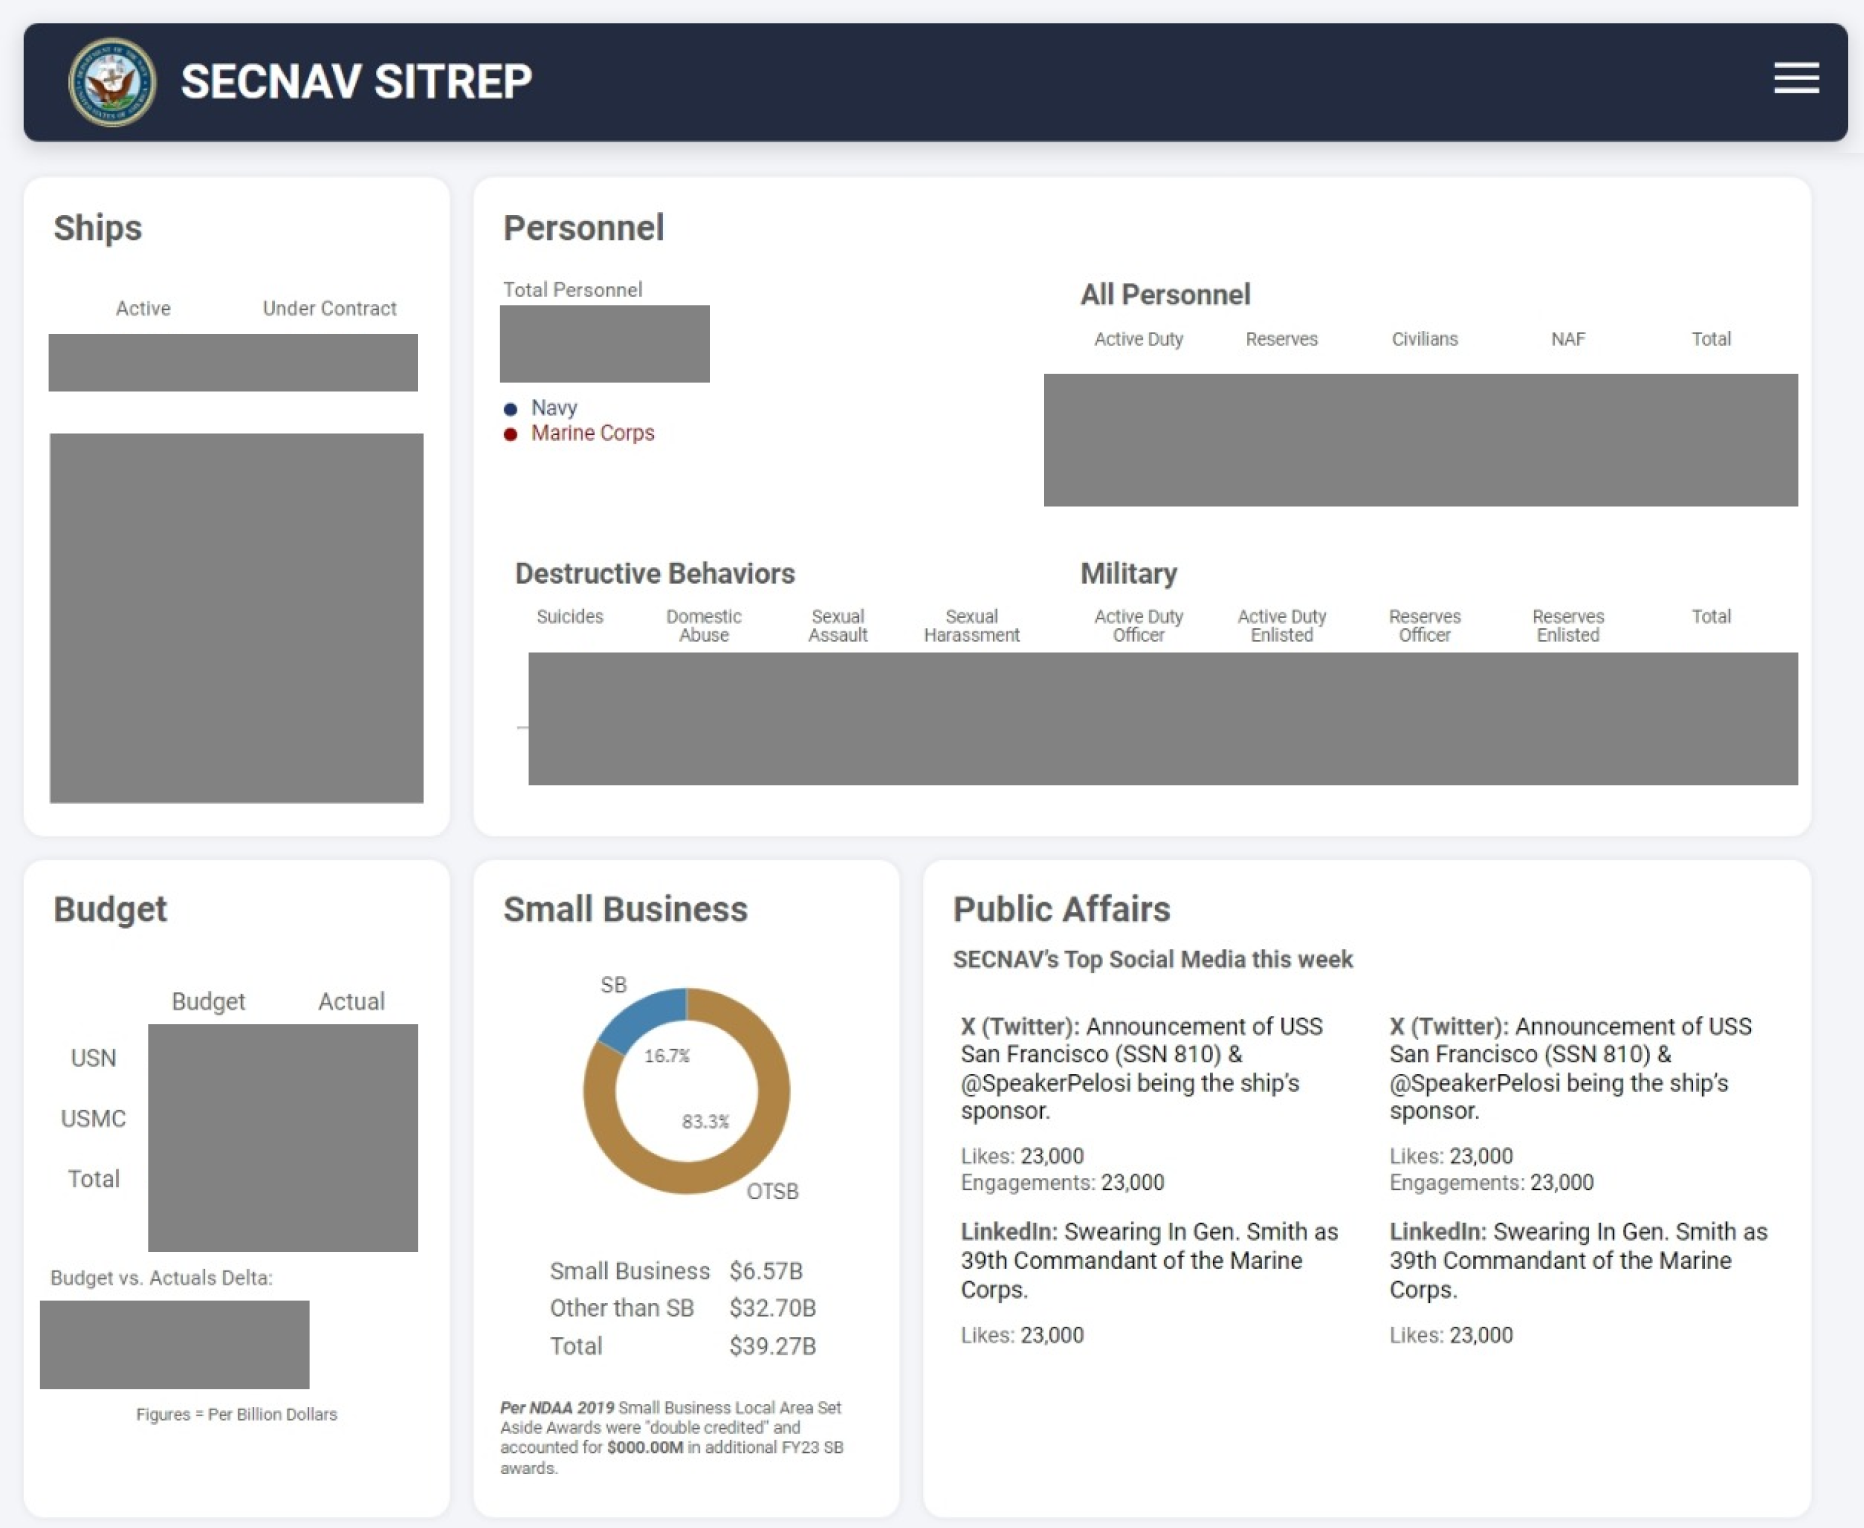 SECNAV SITREP
Ships
Active Under Contract
Personnel
Total Personnel
Navy
Marine Corps
All Personnel
Active Duty Reserves Civilians NAF Total
Destructive Behaviors
Suicides Domestic Abuse Sexual Assault Sexual Harassment
Military
Active Duty Officer Active Duty Enlisted Reserves Officer Reserves Enlisted Total
Budget
Budget Actual
USN
USMC
Total
Budget vs. Actuals Delta:
Figures = Per Billion Dollars
Small Business
SB
16.7%
83.3%
OTSB
Small Business $6.57B
Other than SB $32.70B
Total $39.27B
Per NDAA 2019 Small Business Local Area Set
Aside Awards were "double credited" and
accounted for $000.00M in additional FY23 SB
awards.
Public Affairs
SECNAV's Top Social Media this week
X (Twitter): Announcement of USS
San Francisco (SSN 810) &
@SpeakerPelosi being the ship's
sponsor.
Likes: 23,000
Engagements: 23,000
LinkedIn: Swearing In Gen. Smith as
39th Commandant of the Marine
Corps.
Likes: 23,000
X (Twitter): Announcement of USS
San Francisco (SSN 810) &
@SpeakerPelosi being the ship's
sponsor.
Likes: 23,000
Engagements: 23,000
LinkedIn: Swearing In Gen. Smith as
39th Commandant of the Marine
Corps.
Likes: 23,000